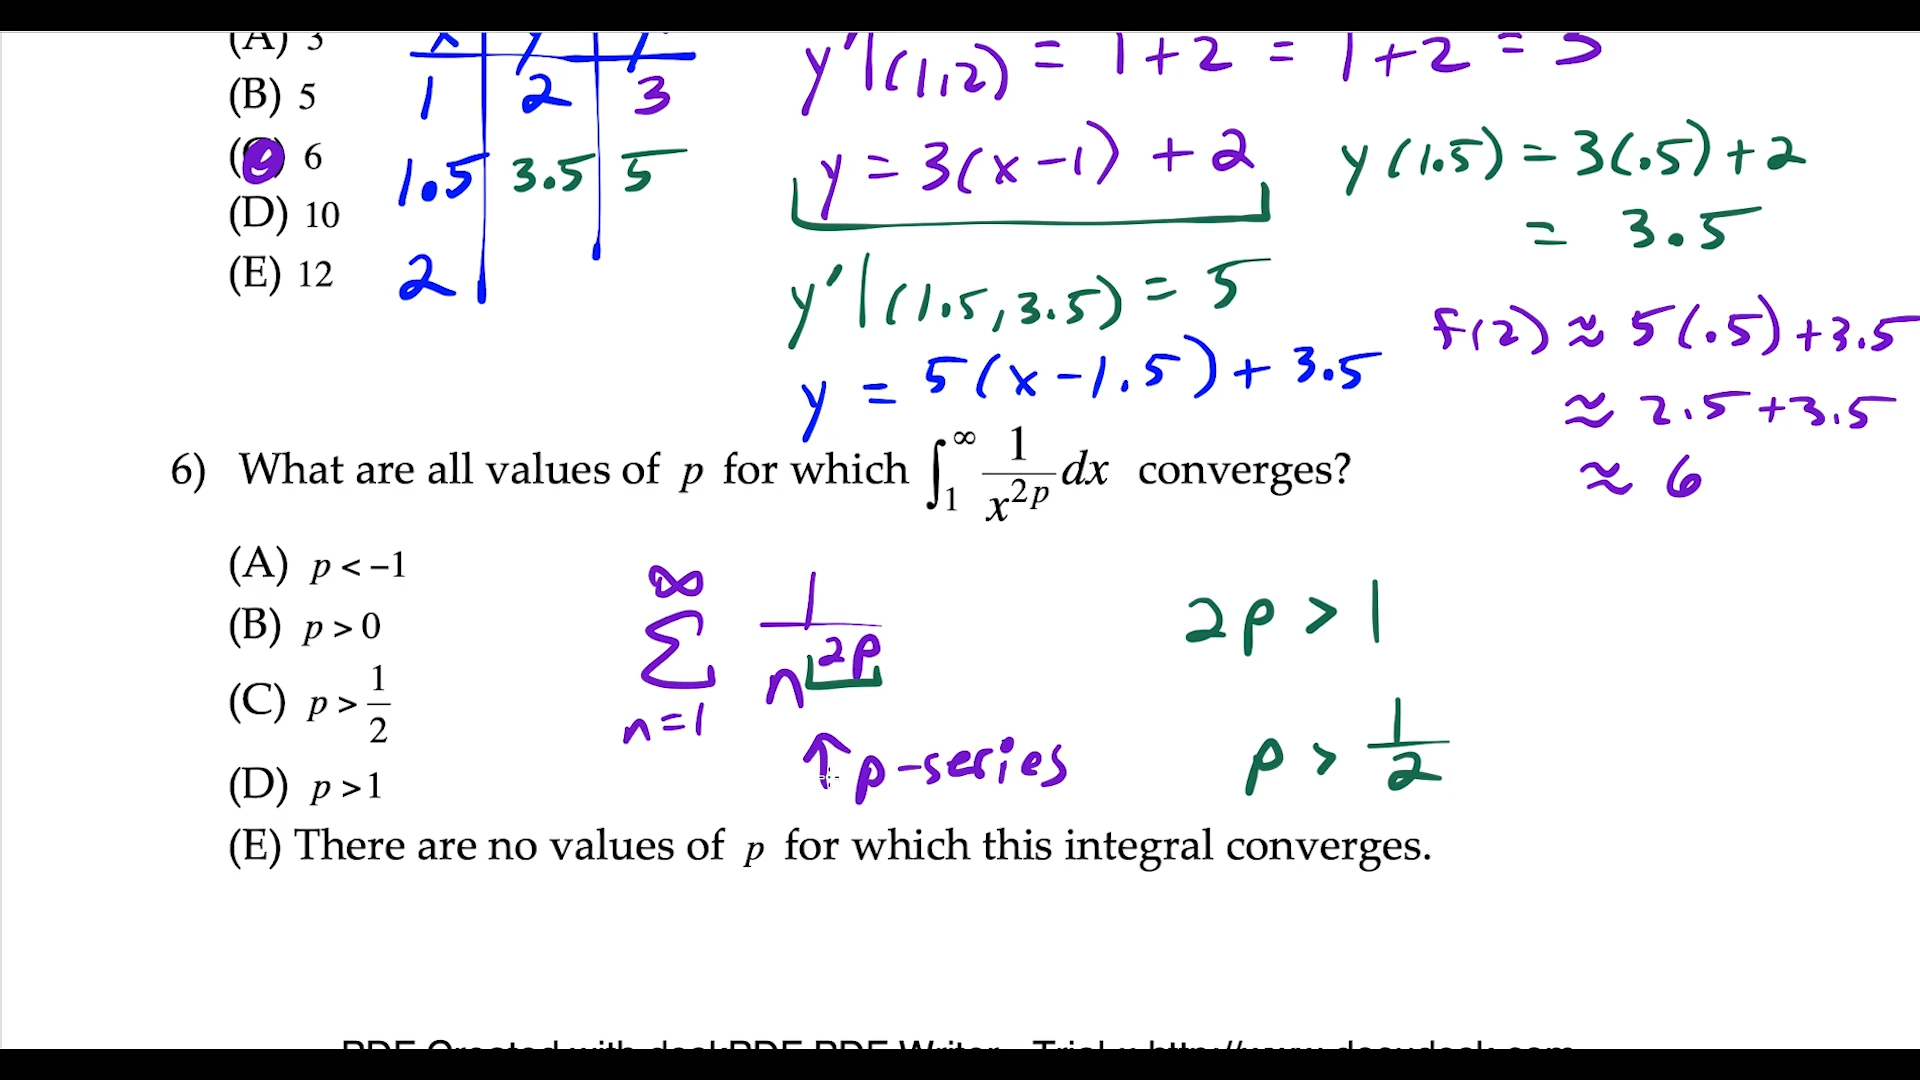 (A) 3
y'|(1,2) = 1+2 = 1+2 = 3
(B) 5
1 2 3
(C) 6
1.5 3.5 5
y = 3(x-1) + 2
y(1.5) = 3(.5)+2
= 3.5
(D) 10
(E) 12
2
y'|(1.5,3.5) = 5
f(2) ≈ 5(.5)+3.5
y = 5(x-1.5)+3.5
≈ 2.5+3.5
≈ 6
6) What are all values of p for which ∫_1^∞ 1/x^{2p} dx converges?
(A) p < −1
(B) p > 0
(C) p > 1/2
(D) p > 1
(E) There are no values of p for which this integral converges.
∞ Σ n=1 1/n^{2p}
↑ p-series
2p > 1
p > 1/2